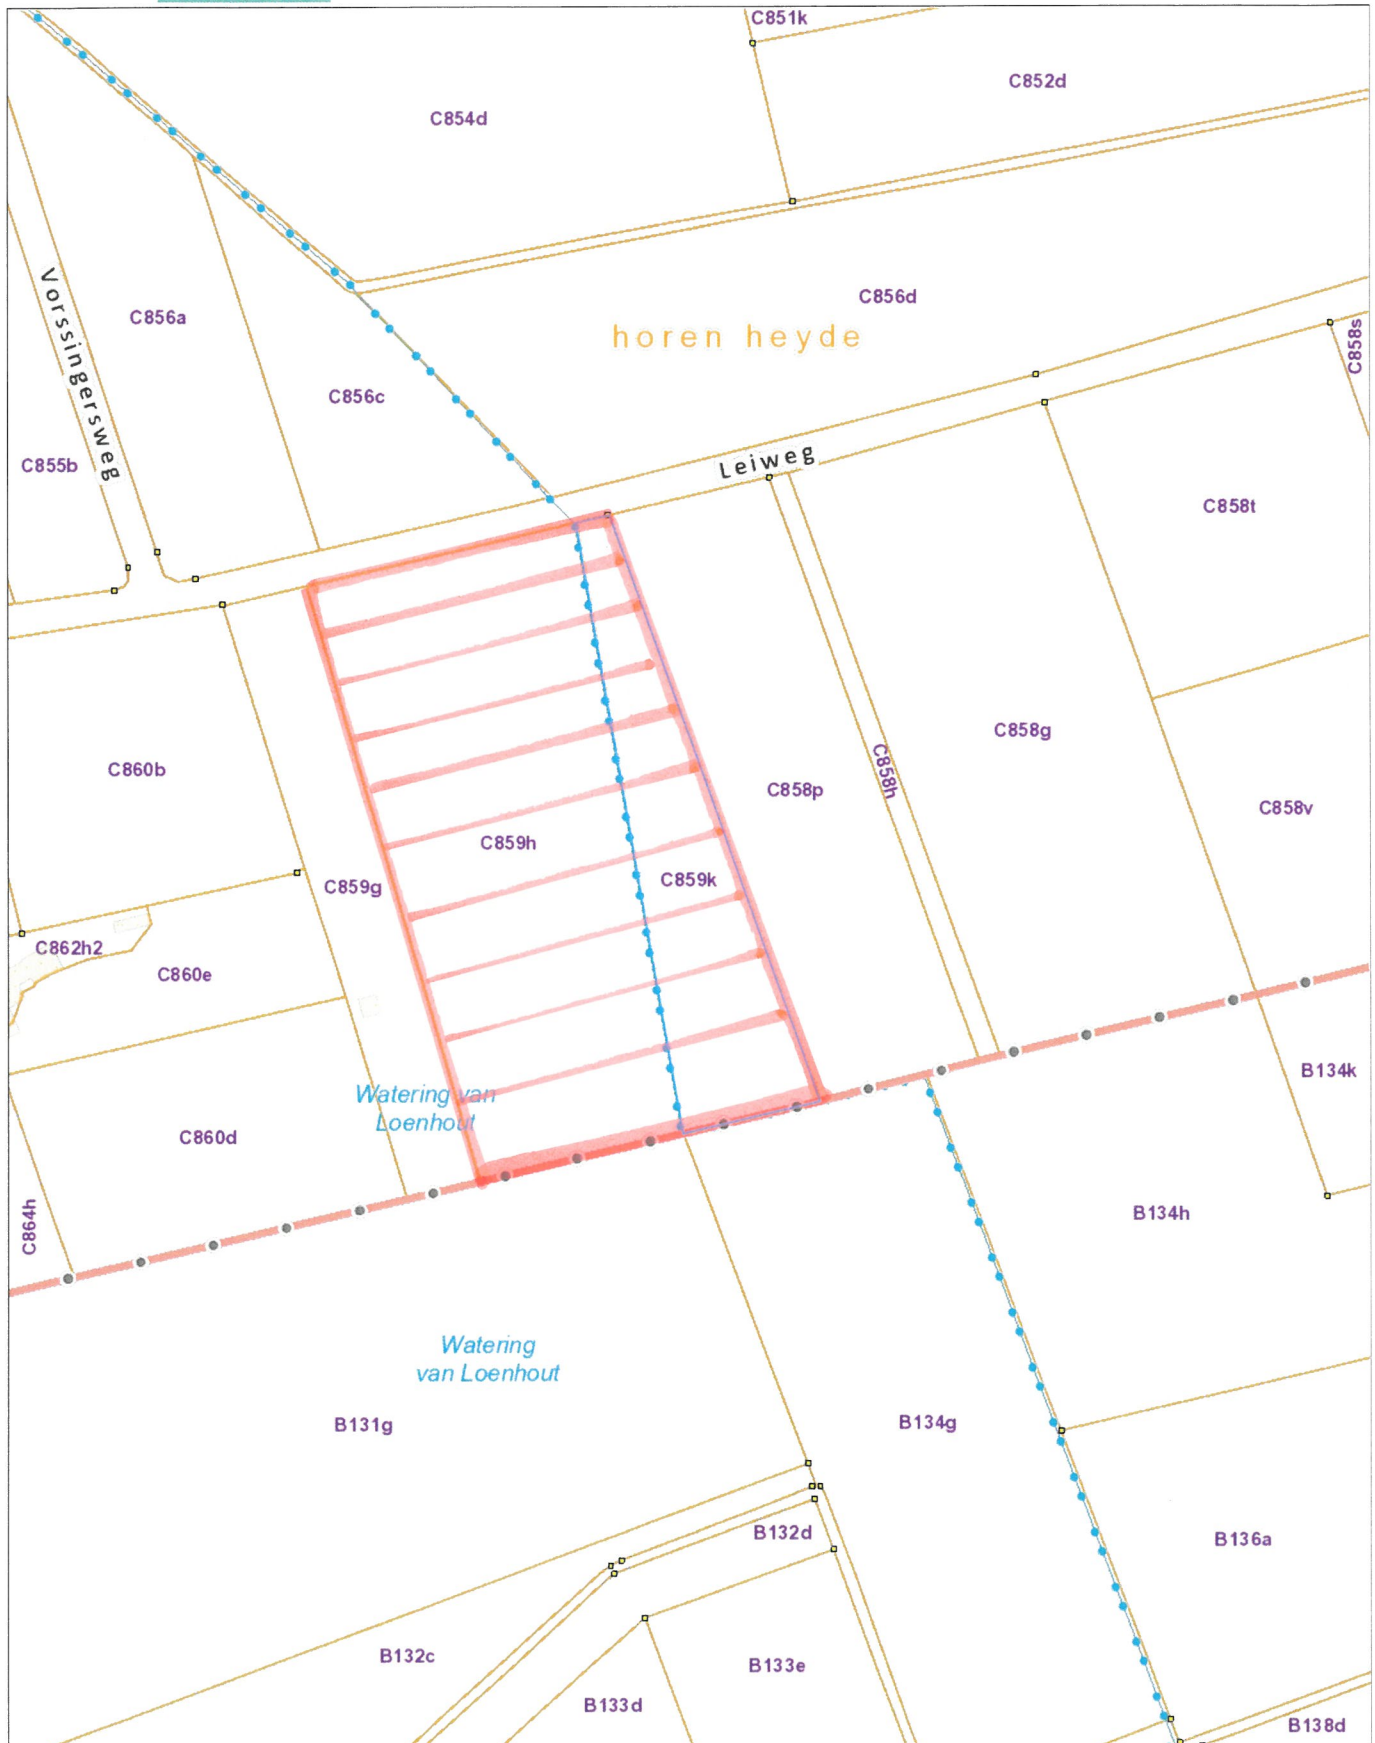 C851k
C852d
C854d
Vorssingersweg
C856a
C856d
horen heyde
C858s
C856c
C855b
Leiweg
C858t
C860b
C858g
C858h
C858p
C858v
C859h
C859g
C859k
C862h2
C860e
Watering van
Loenhout
B134k
C860d
C864h
B134h
Watering
van Loenhout
B131g
B134g
B132d
B136a
B132c
B133e
B133d
B138d